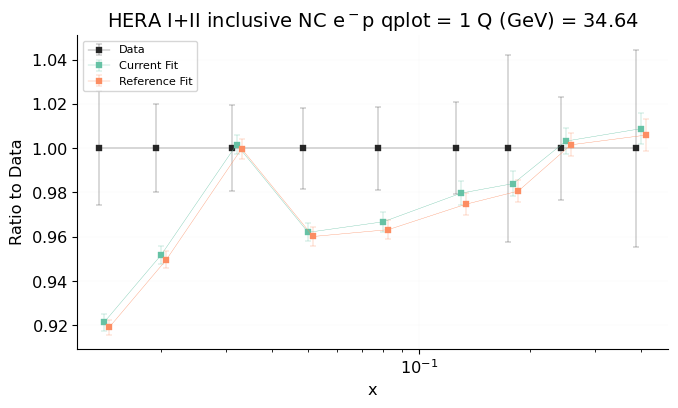 HERA I+II inclusive NC e⁻p qplot = 1 Q (GeV) = 34.64
Data
Current Fit
Reference Fit
1.04
1.02
1.00
0.98
0.96
0.94
0.92
Ratio to Data
10⁻¹
x